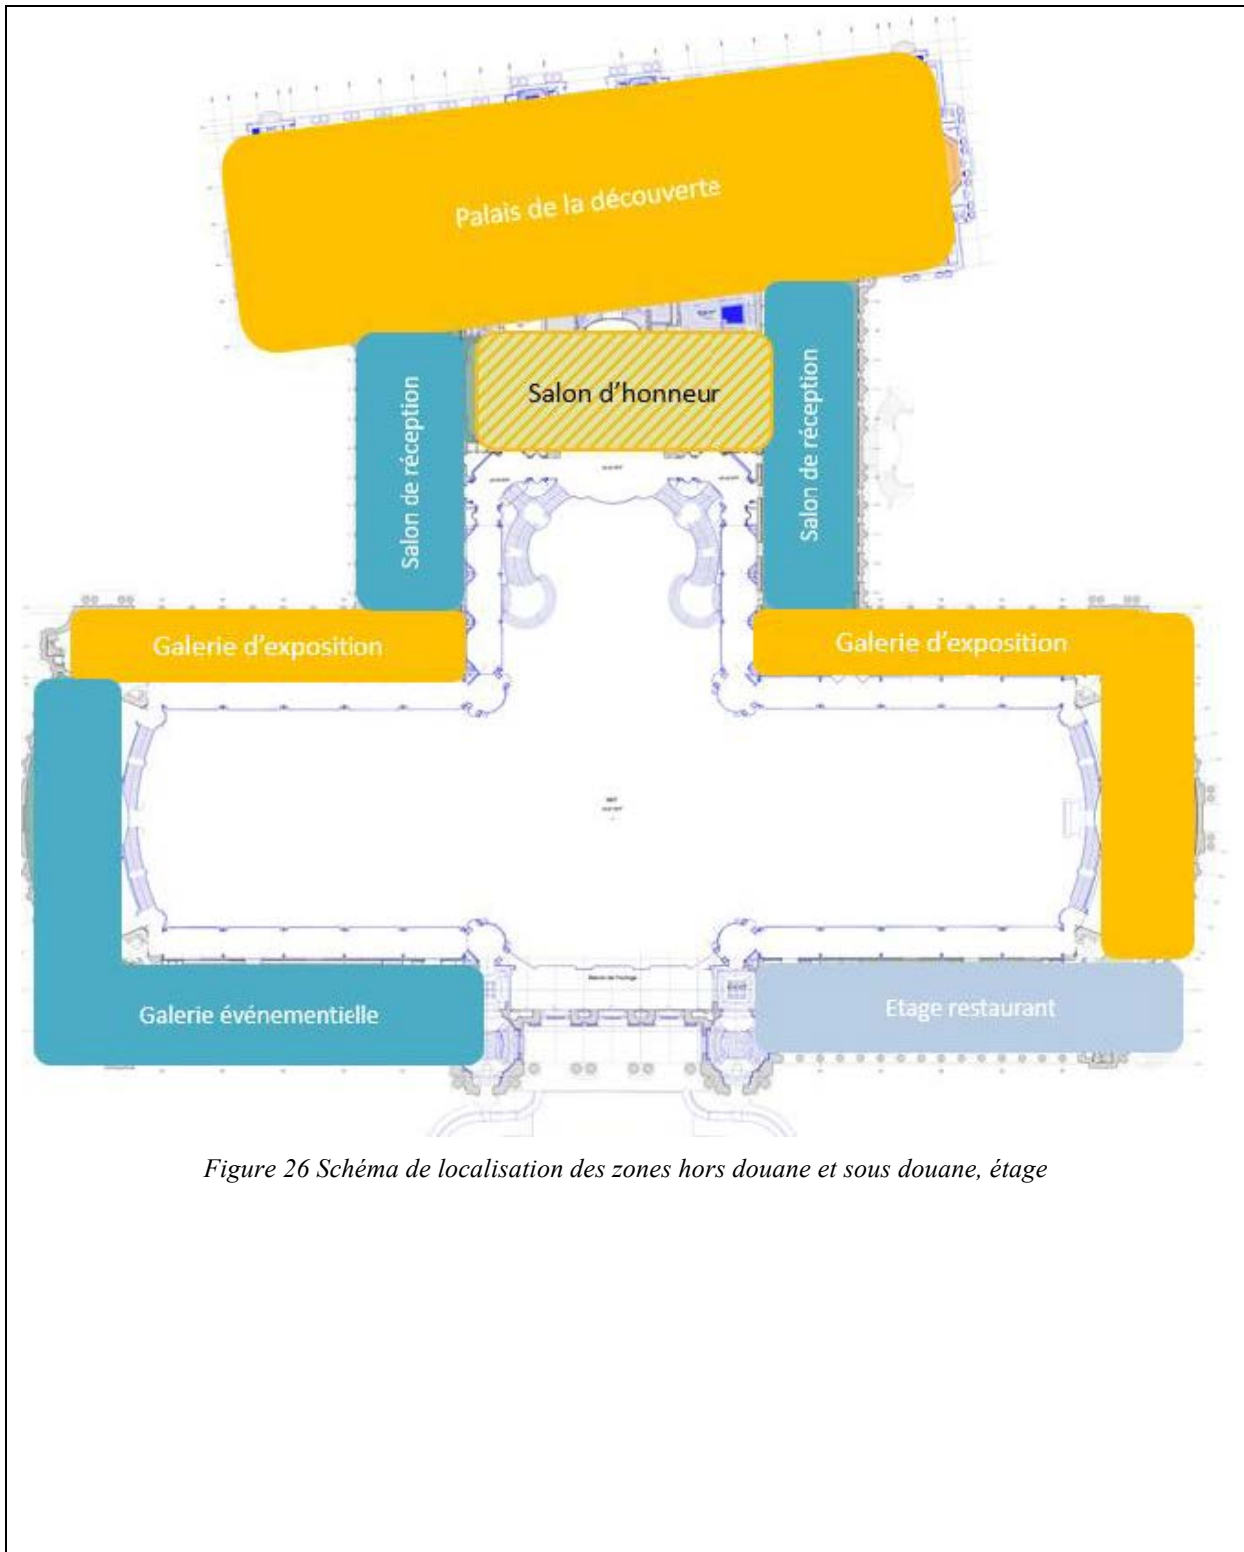 Palais de la découverte
Salon d'honneur
Salon de réception
Salon de réception
Galerie d'exposition
Galerie d'exposition
Galerie événementielle
Etage restaurant
Figure 26 Schéma de localisation des zones hors douane et sous douane, étage